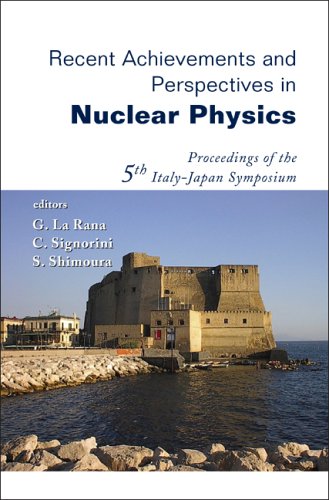 Recent Achievements and
Perspectives in
Nuclear Physics
Proceedings of the
5th Italy-Japan Symposium
editors
G. La Rana
C. Signorini
S. Shimoura